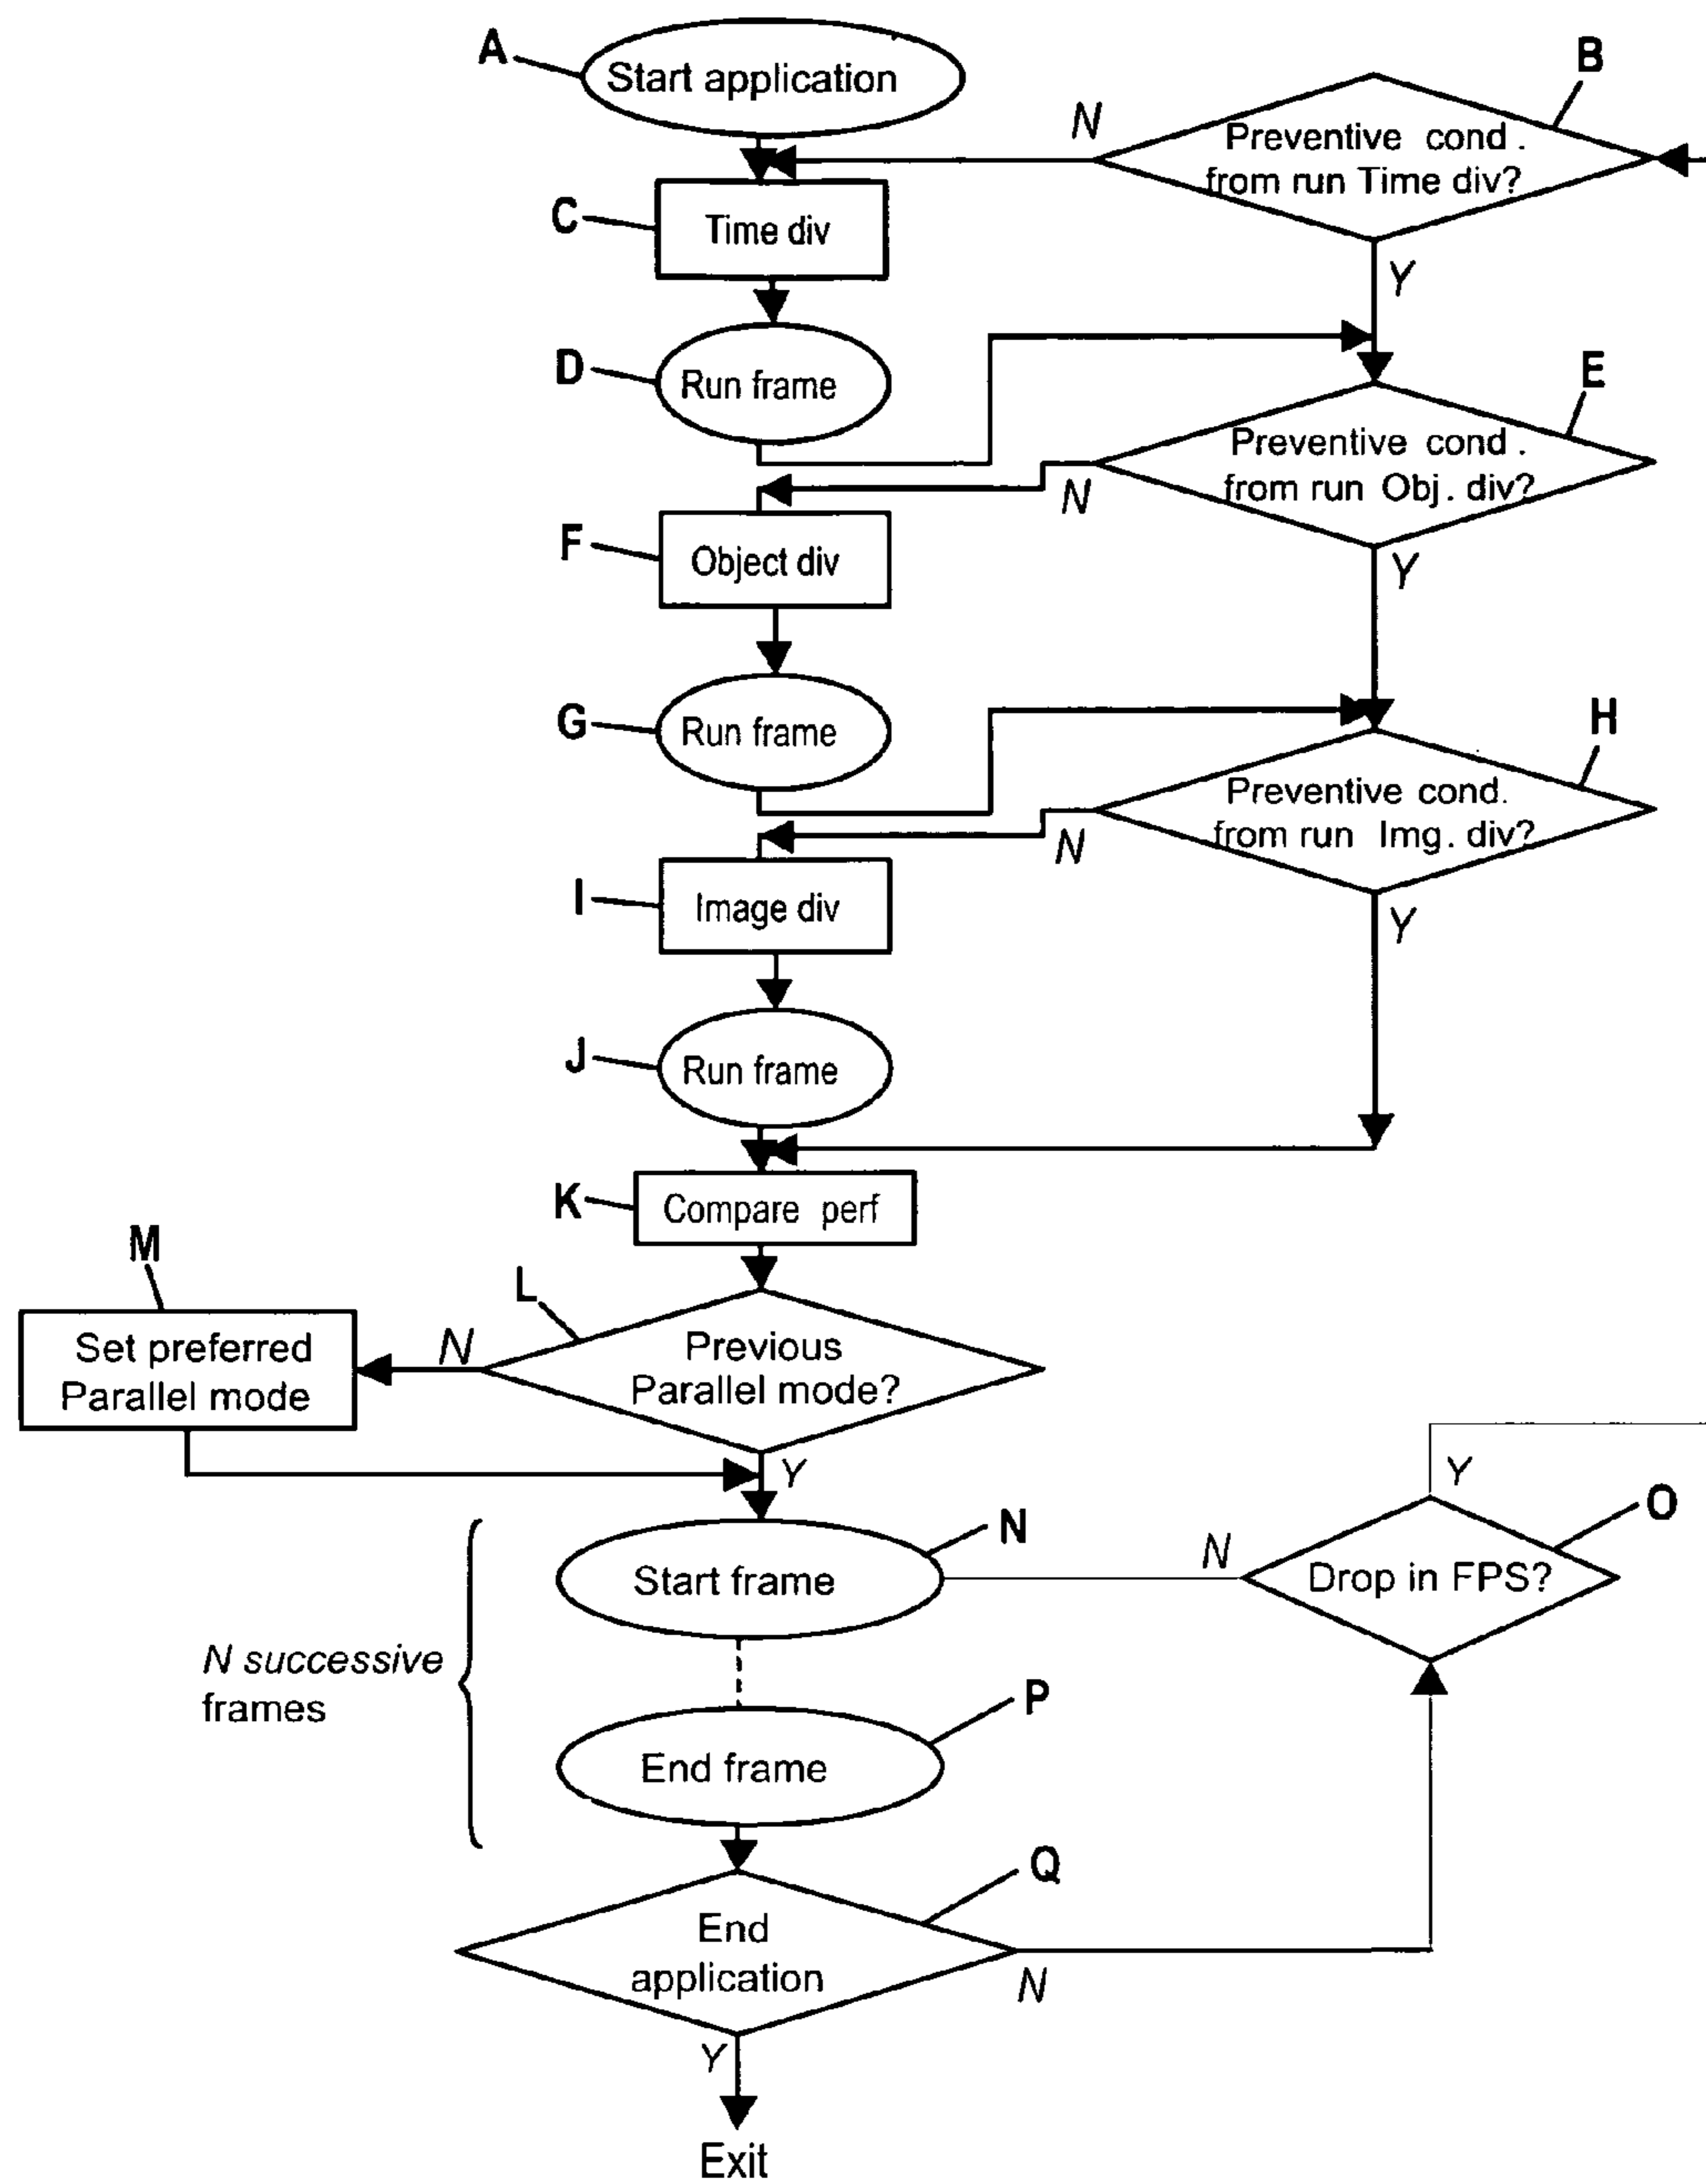 A
Start application
B
N
Preventive cond.
from run Time div?
C
Time div
Y
D
Run frame
E
Preventive cond.
from run Obj. div?
N
F
Object div
Y
G
Run frame
H
Preventive cond.
from run Img. div?
N
I
Image div
Y
J
Run frame
K
Compare perf
M
L
Set preferred
Parallel mode
N
Previous
Parallel mode?
Y
Y
O
N
Start frame
N
Drop in FPS?
N successive
frames
P
End frame
Q
End
application
N
Y
Exit